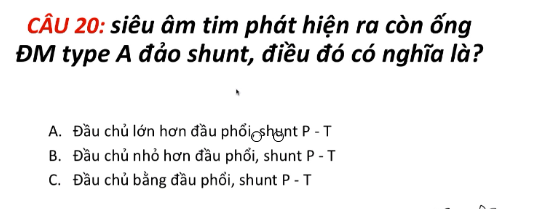 CÂU 20: siêu âm tim phát hiện ra còn ống
ĐM type A đảo shunt, điều đó có nghĩa là?
A. Đầu chủ lớn hơn đầu phổi, shunt P - T
B. Đầu chủ nhỏ hơn đầu phổi, shunt P - T
C. Đầu chủ bằng đầu phổi, shunt P - T